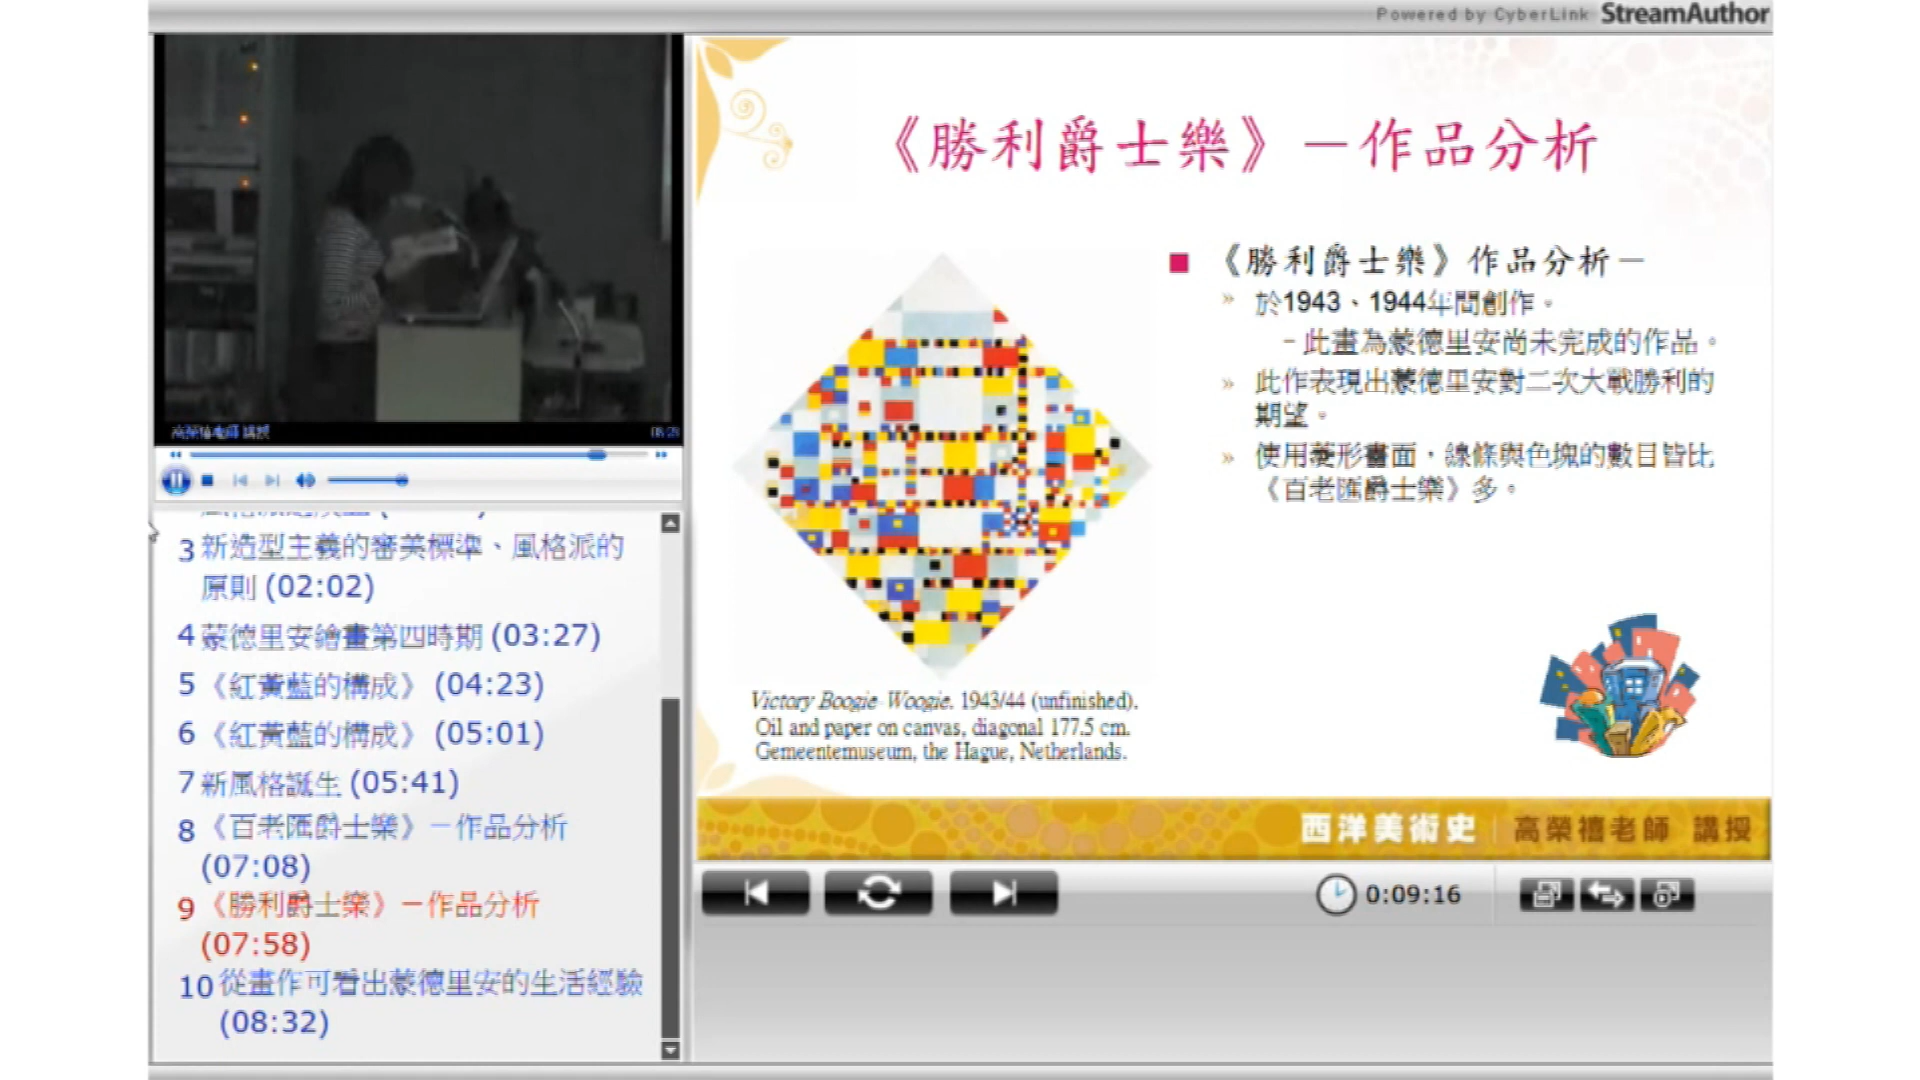 Powered by CyberLink StreamAuthor
高榮禧老師 講授
08:28
3 新造型主義的審美標準、風格派的
原則 (02:02)
4 蒙德里安繪畫第四時期 (03:27)
5 《紅黃藍的構成》 (04:23)
6 《紅黃藍的構成》 (05:01)
7 新風格誕生 (05:41)
8 《百老匯爵士樂》－作品分析
(07:08)
9 《勝利爵士樂》－作品分析
(07:58)
10 從畫作可看出蒙德里安的生活經驗
(08:32)
《勝利爵士樂》－作品分析
《勝利爵士樂》作品分析－
» 於1943、1944年間創作。
－此畫為蒙德里安尚未完成的作品。
» 此作表現出蒙德里安對二次大戰勝利的
期望。
» 使用菱形畫面，線條與色塊的數目皆比
《百老匯爵士樂》多。
Victory Boogie Woogie. 1943/44 (unfinished).
Oil and paper on canvas, diagonal 177.5 cm.
Gemeentemuseum, the Hague, Netherlands.
西洋美術史 | 高榮禧老師 講授
0:09:16